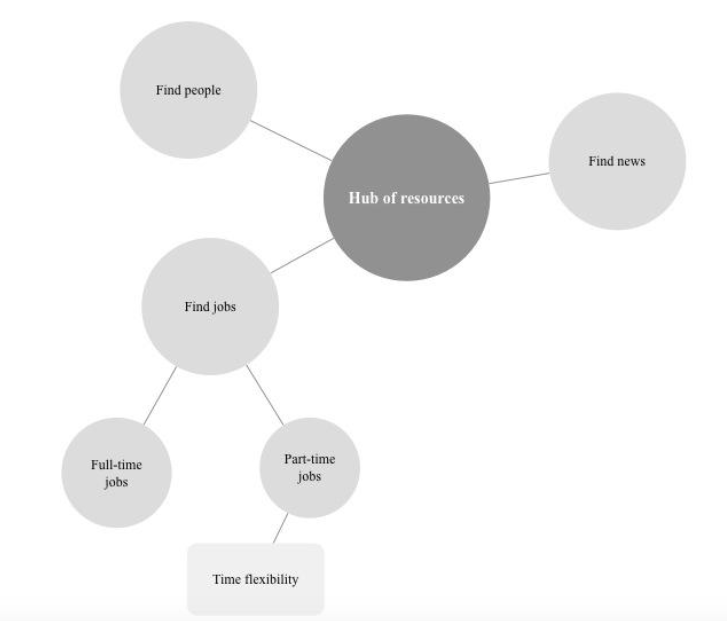 Find people
Find news
Hub of resources
Find jobs
Full-time
jobs
Part-time
jobs
Time flexibility